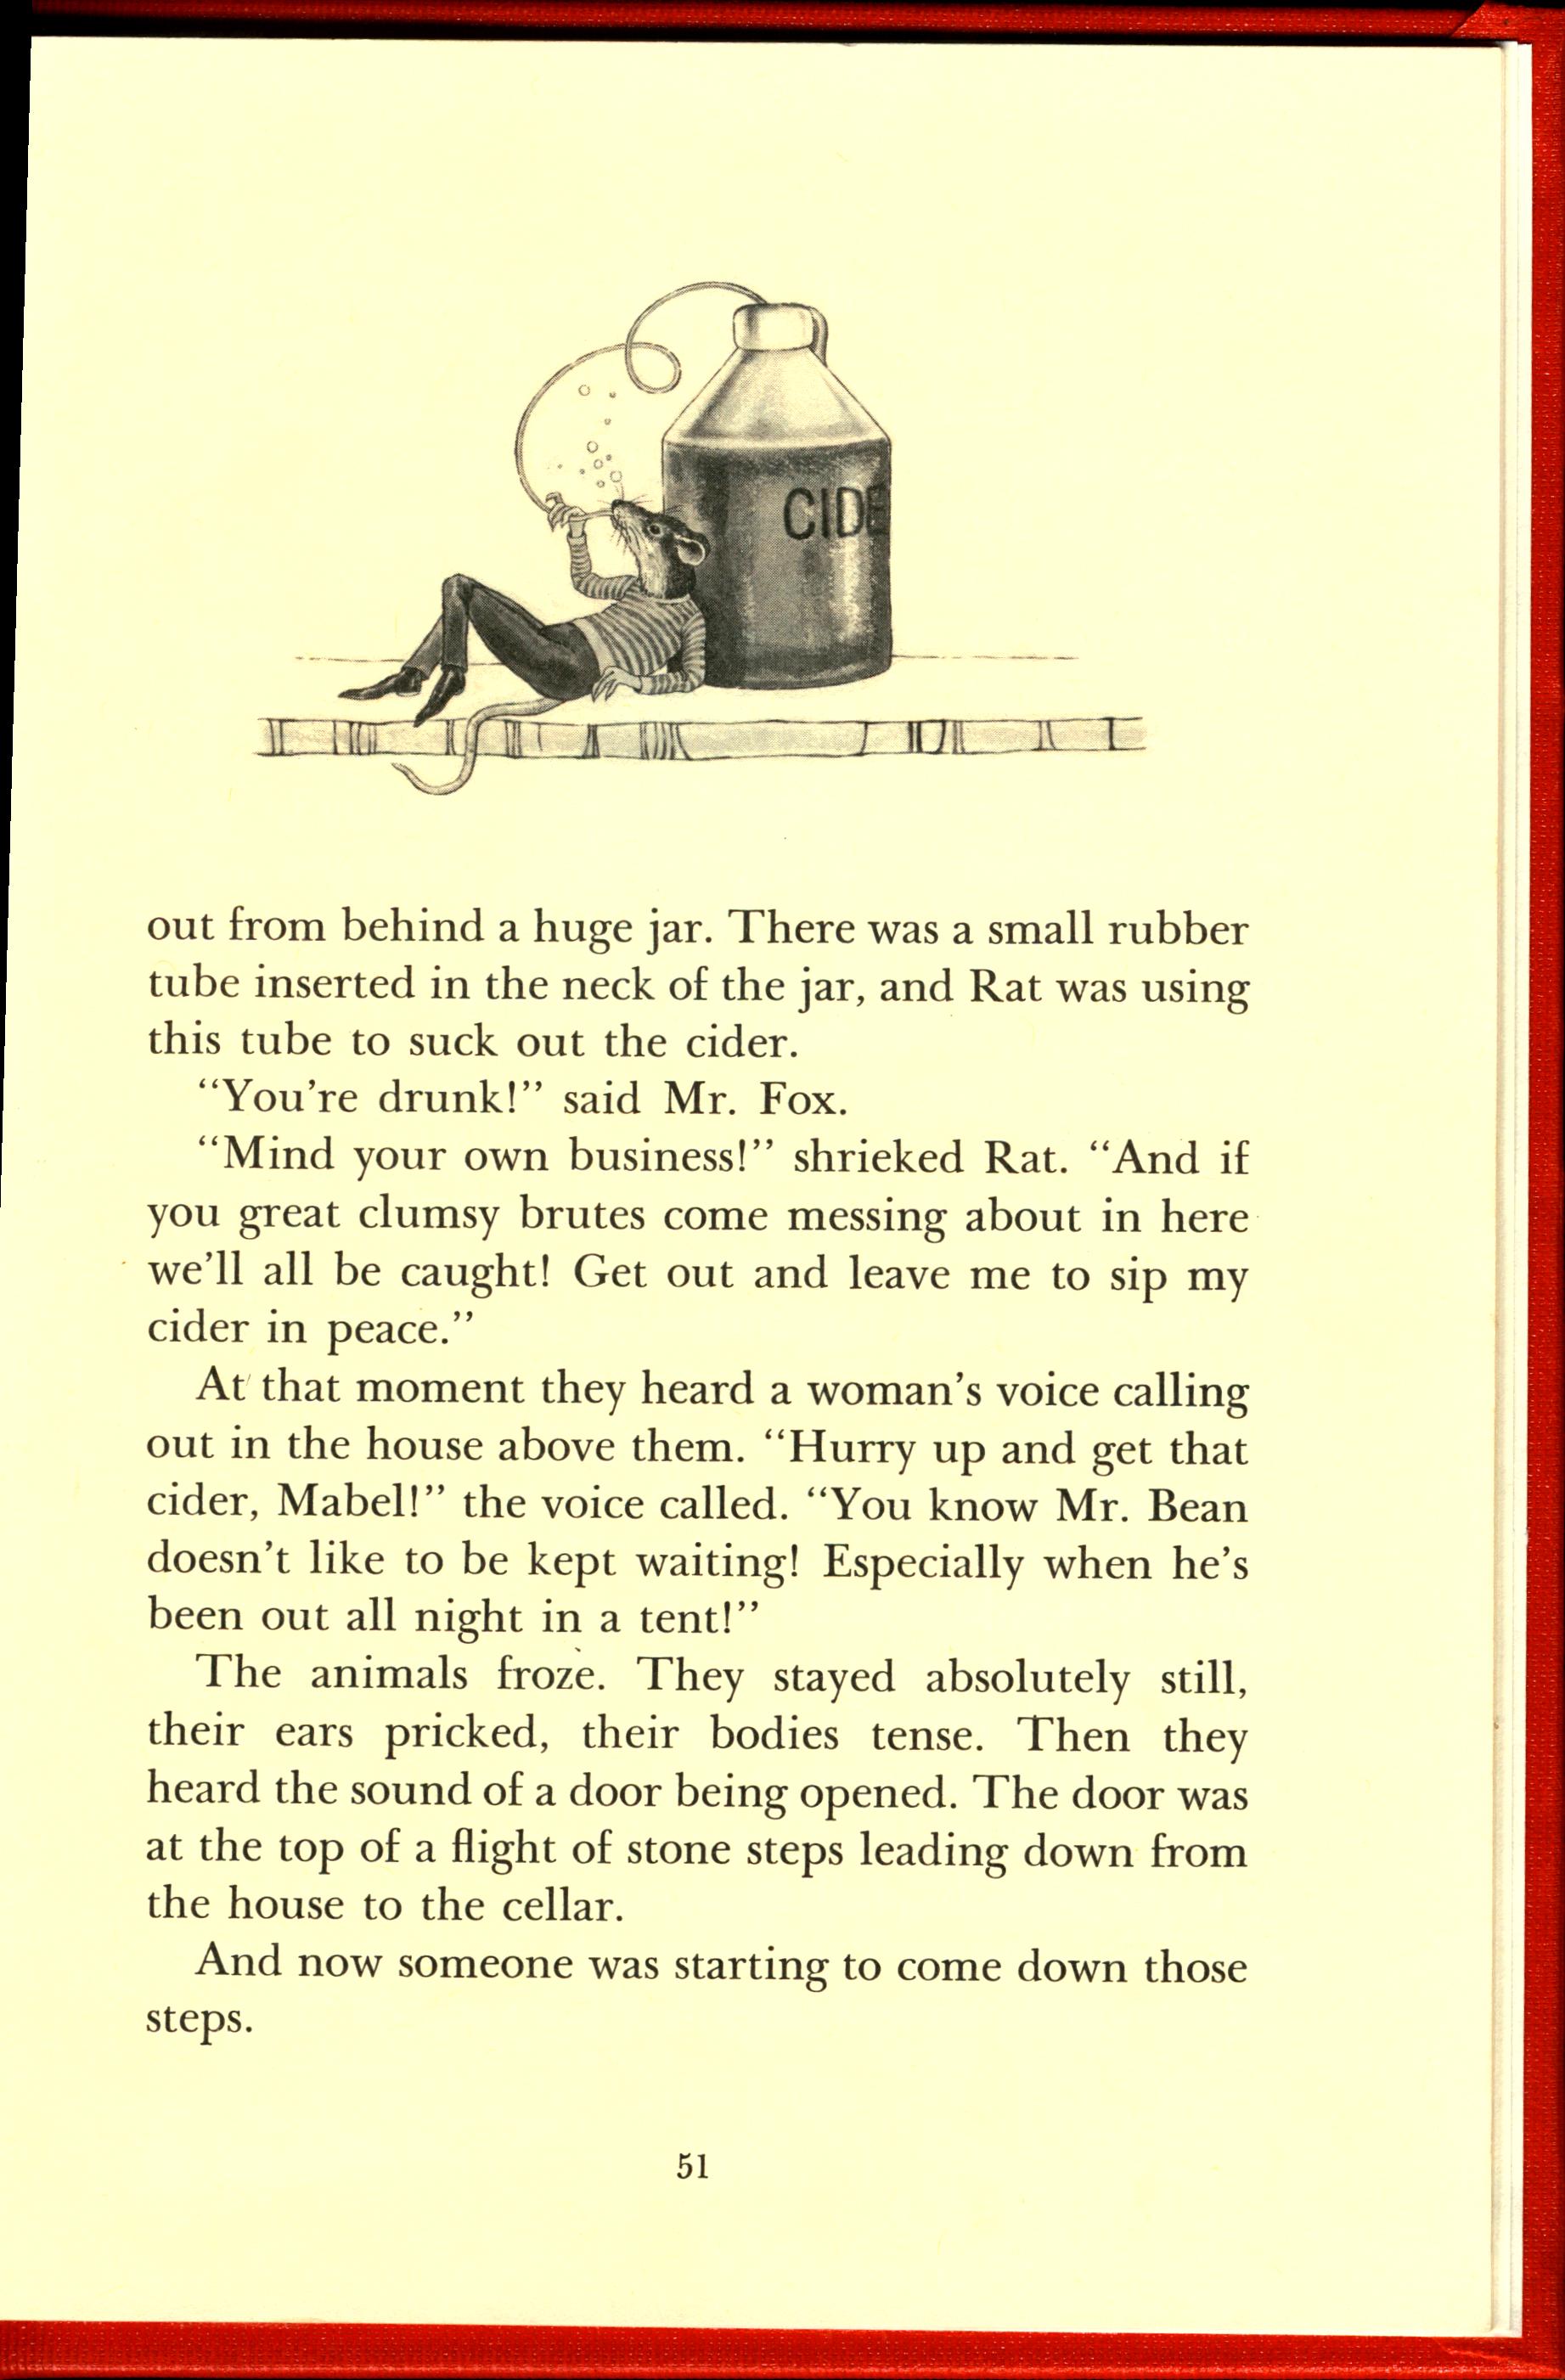 CIDE
out from behind a huge jar. There was a small rubber
tube inserted in the neck of the jar, and Rat was using
this tube to suck out the cider.
“You’re drunk!” said Mr. Fox.
“Mind your own business!” shrieked Rat. “And if
you great clumsy brutes come messing about in here
we’ll all be caught! Get out and leave me to sip my
cider in peace.”
At that moment they heard a woman’s voice calling
out in the house above them. “Hurry up and get that
cider, Mabel!” the voice called. “You know Mr. Bean
doesn’t like to be kept waiting! Especially when he’s
been out all night in a tent!”
The animals froze. They stayed absolutely still,
their ears pricked, their bodies tense. Then they
heard the sound of a door being opened. The door was
at the top of a flight of stone steps leading down from
the house to the cellar.
And now someone was starting to come down those
steps.
51